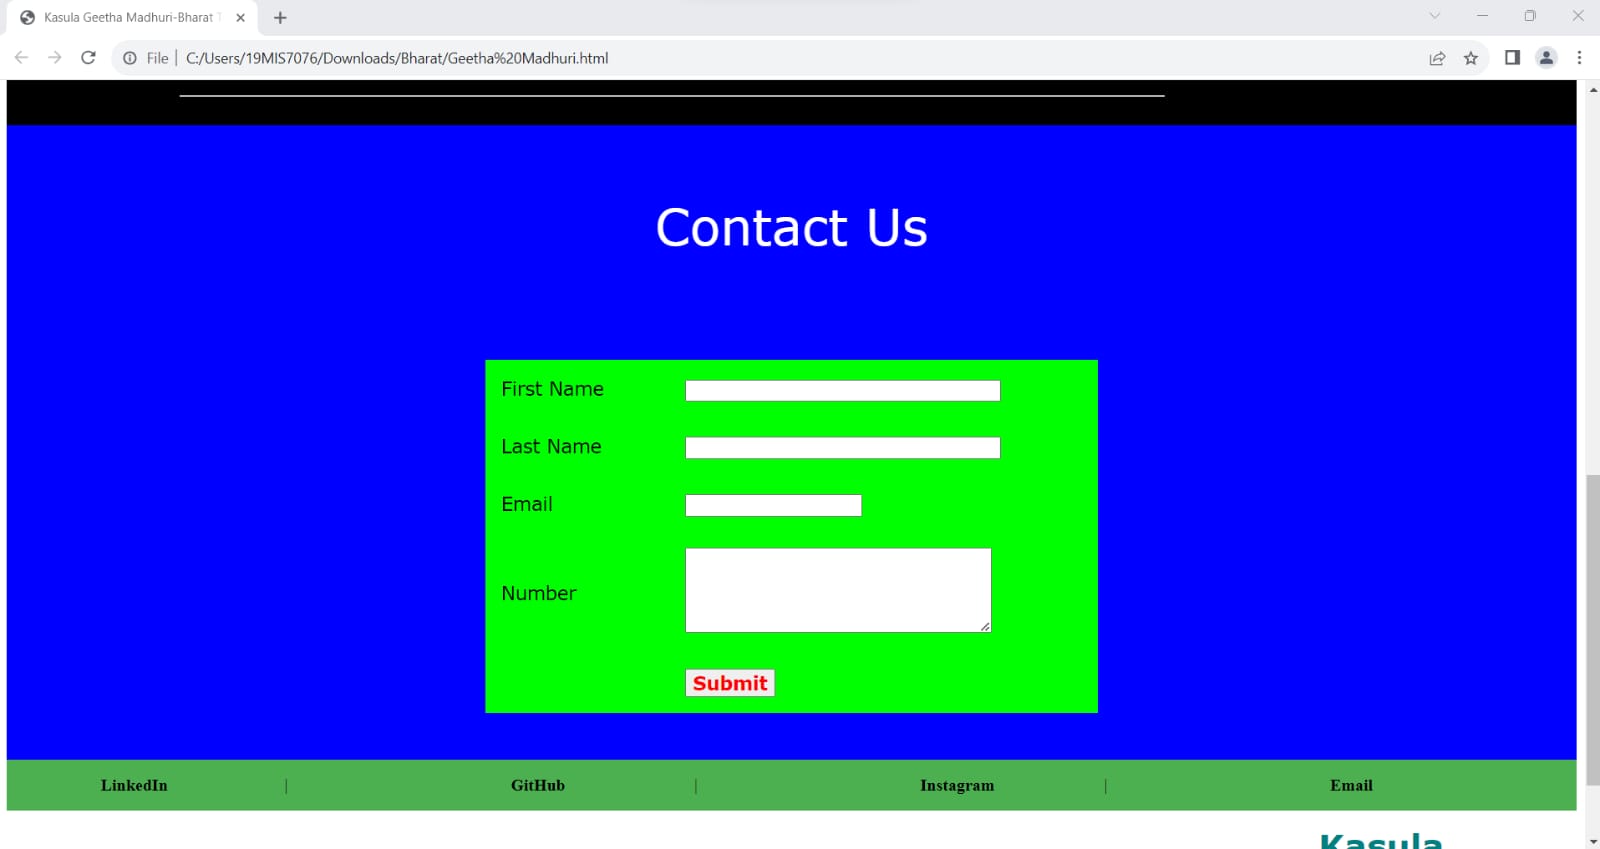 Kasula Geetha Madhuri-Bharat
File | C:/Users/19MIS7076/Downloads/Bharat/Geetha%20Madhuri.html
Contact Us
First Name
Last Name
Email
Number
Submit
LinkedIn | GitHub | Instagram | Email
Kasula